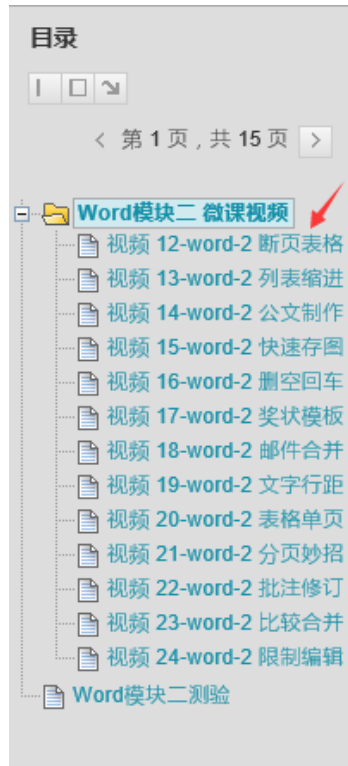 目录
< 第 1 页 , 共 15 页 >
Word模块二 微课视频
视频 12-word-2 断页表格
视频 13-word-2 列表缩进
视频 14-word-2 公文制作
视频 15-word-2 快速存图
视频 16-word-2 删空回车
视频 17-word-2 奖状模板
视频 18-word-2 邮件合并
视频 19-word-2 文字行距
视频 20-word-2 表格单页
视频 21-word-2 分页妙招
视频 22-word-2 批注修订
视频 23-word-2 比较合并
视频 24-word-2 限制编辑
Word模块二测验